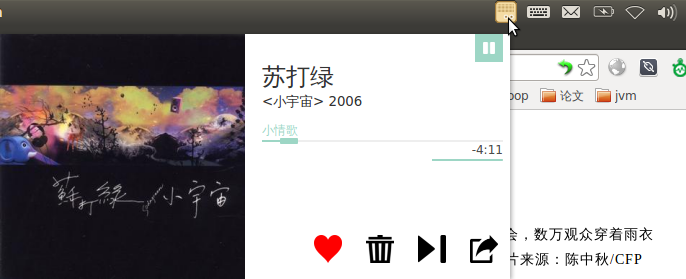 苏打绿
<小宇宙> 2006
小情歌
-4:11
蘇打綠 小宇宙
论文
jvm
会，数万观众穿着雨衣
片来源：陈中秋/CFP